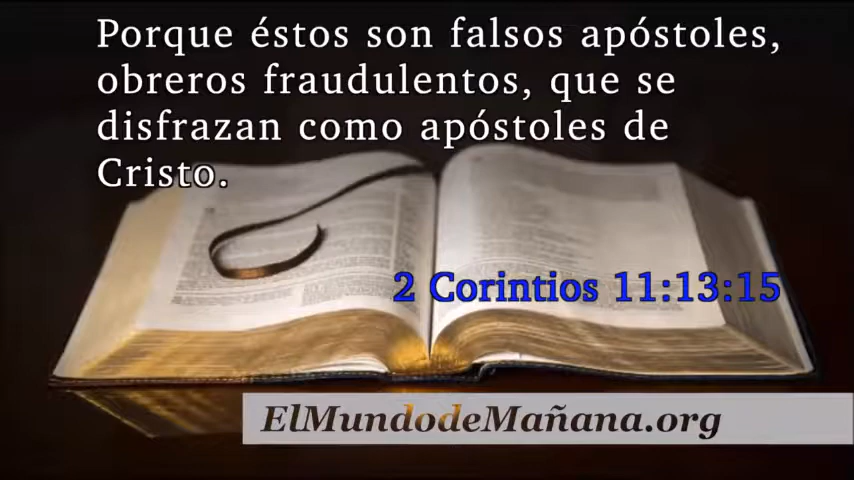 Porque éstos son falsos apóstoles,
obreros fraudulentos, que se
disfrazan como apóstoles de
Cristo.
2 Corintios 11:13:15
ElMundodeMañana.org